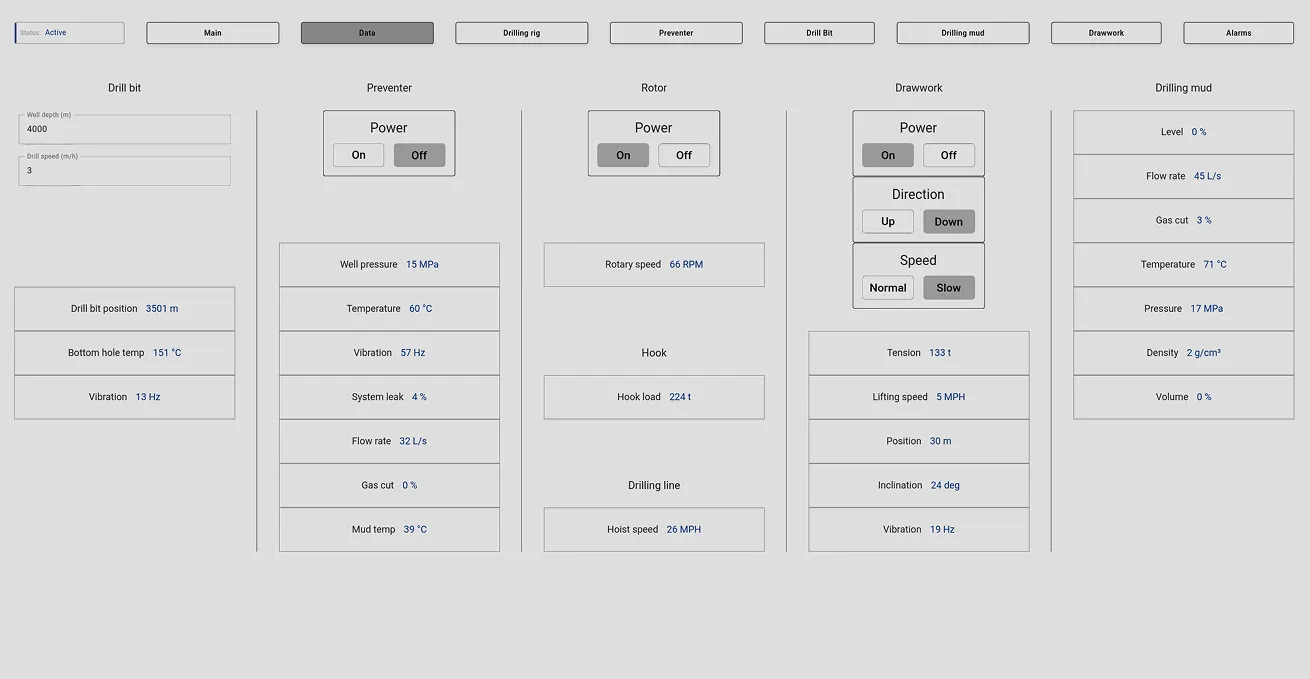 Status: Active
Main
Data
Drilling rig
Preventer
Drill Bit
Drilling mud
Drawwork
Alarms
Drill bit
Well depth (m)
4000
Drill speed (m/h)
3
Drill bit position 3501 m
Bottom hole temp 151 °C
Vibration 13 Hz
Preventer
Power
On Off
Well pressure 15 MPa
Temperature 60 °C
Vibration 57 Hz
System leak 4 %
Flow rate 32 L/s
Gas cut 0 %
Mud temp 39 °C
Rotor
Power
On Off
Rotary speed 66 RPM
Hook
Hook load 224 t
Drilling line
Hoist speed 26 MPH
Drawwork
Power
On Off
Direction
Up Down
Speed
Normal Slow
Tension 133 t
Lifting speed 5 MPH
Position 30 m
Inclination 24 deg
Vibration 19 Hz
Drilling mud
Level 0 %
Flow rate 45 L/s
Gas cut 3 %
Temperature 71 °C
Pressure 17 MPa
Density 2 g/cm³
Volume 0 %